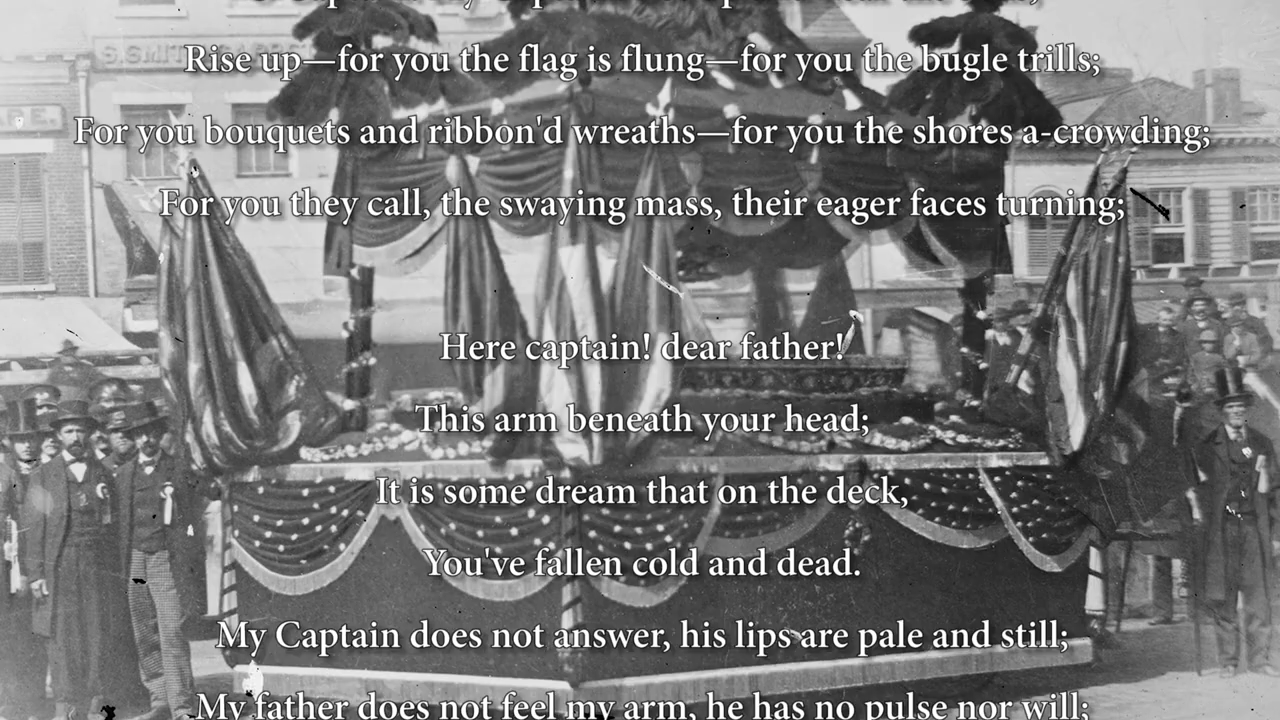 Rise up—for you the flag is flung—for you the bugle trills;
For you bouquets and ribbon'd wreaths—for you the shores a-crowding;
For you they call, the swaying mass, their eager faces turning;
Here captain! dear father!
This arm beneath your head;
It is some dream that on the deck,
You've fallen cold and dead.
My Captain does not answer, his lips are pale and still;
My father does not feel my arm, he has no pulse nor will;
S. SMITH